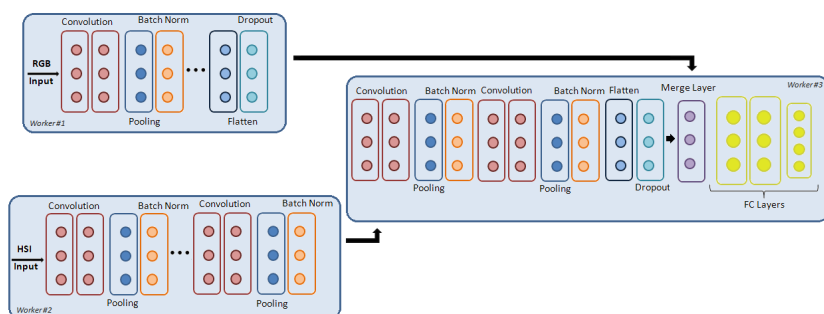 Convolution
Batch Norm
Dropout
RGB
Input
Worker#1
Pooling
Flatten
Convolution
Batch Norm
Convolution
Batch Norm
HSI
Input
Worker#2
Pooling
Pooling
Worker#3
Convolution
Batch Norm
Convolution
Batch Norm
Flatten
Merge Layer
Pooling
Pooling
Dropout
FC Layers